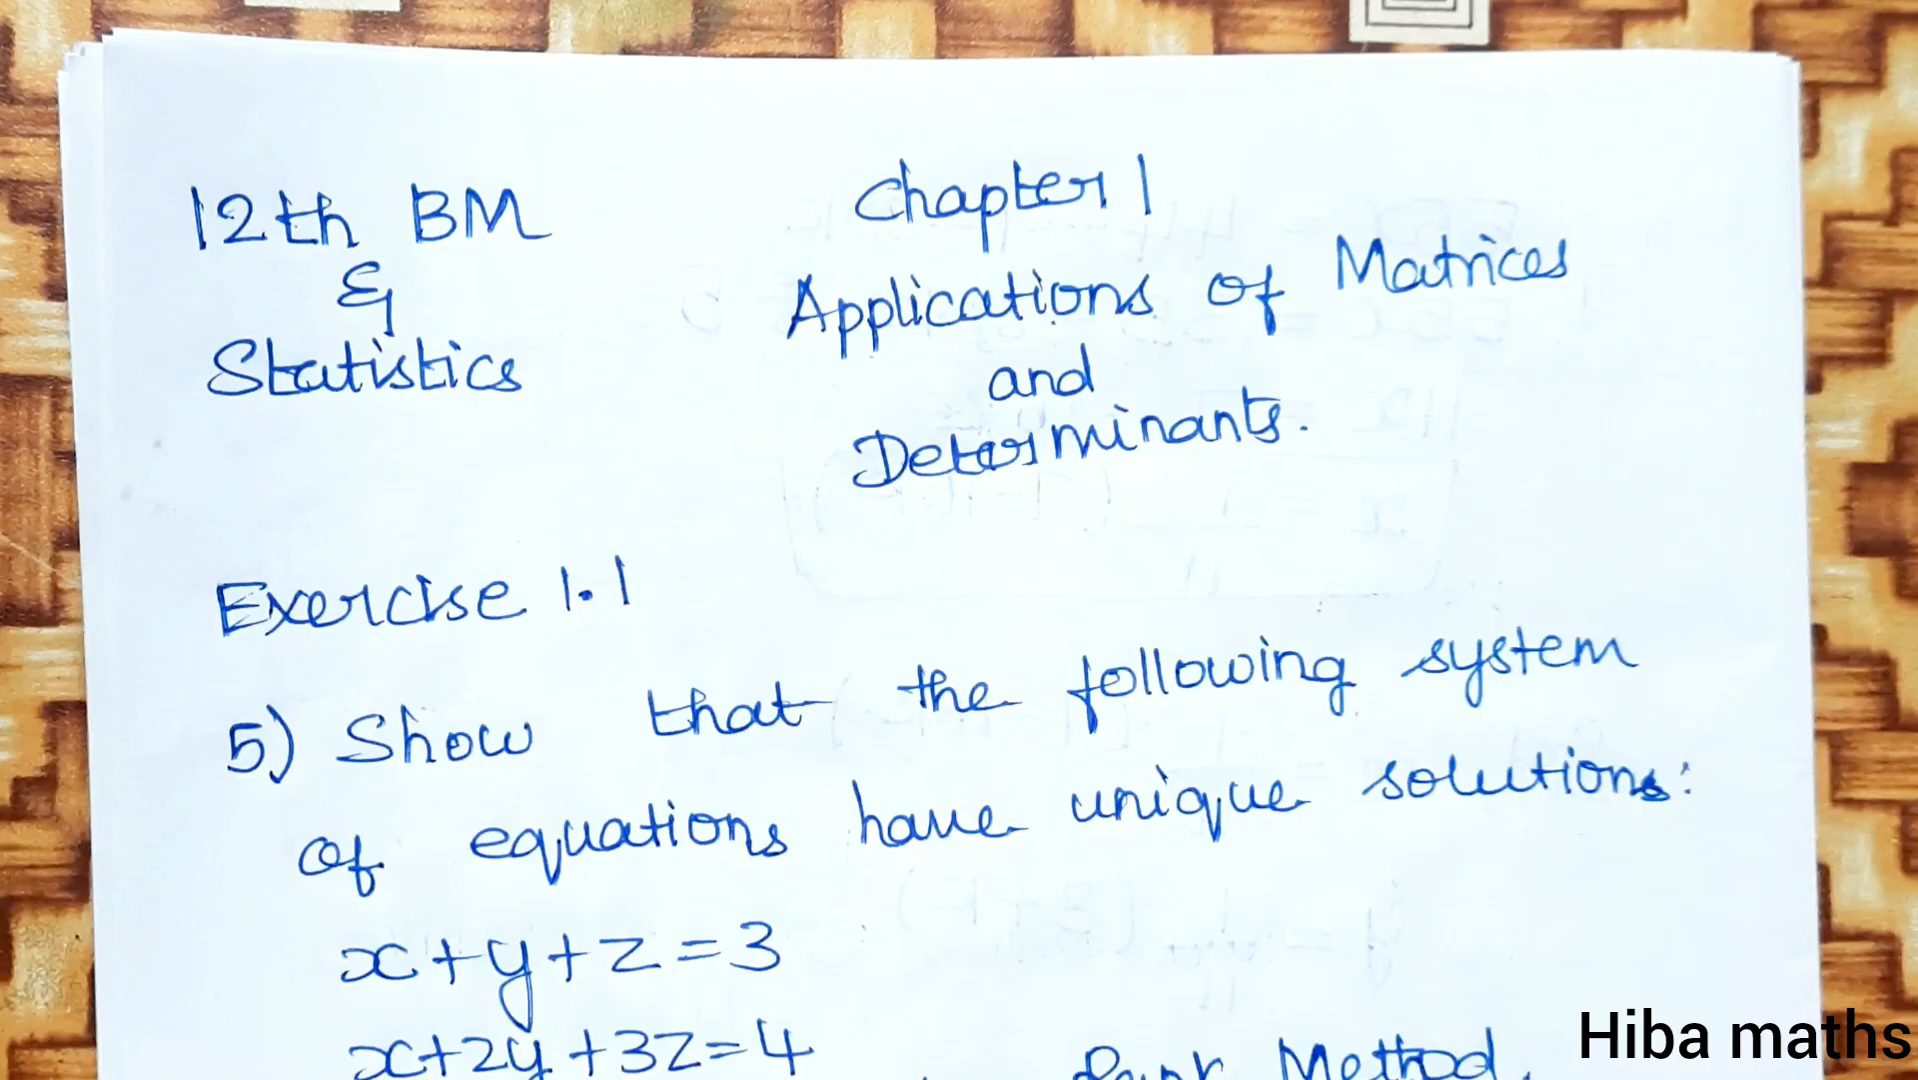 12th BM
&
Statistics
Chapter 1
Applications of Matrices
and
Determinants.
Exercise 1.1
5) Show that the following system
of equations have unique solutions:
x+y+z=3
x+2y+3z=4
Rank Method.
Hiba maths